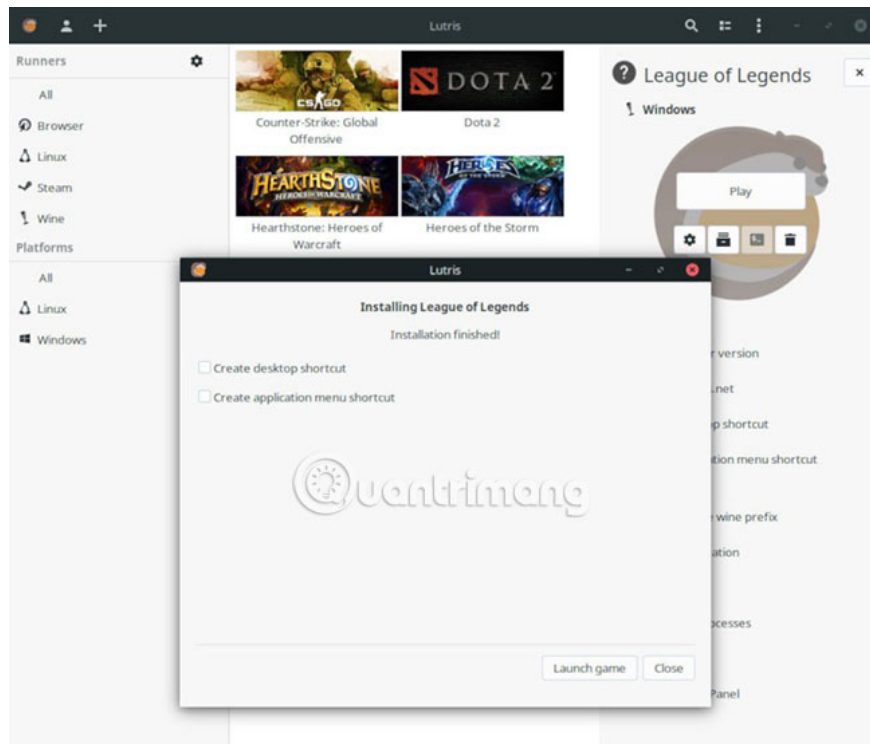 Lutris
Runners
All
Browser
Linux
Steam
Wine
Platforms
All
Linux
Windows
CS GO
Counter-Strike: Global
Offensive
DOTA 2
Dota 2
HEARTHSTONE
HEROES OF WARCRAFT
Hearthstone: Heroes of
Warcraft
HEROES
OF THE STORM
Heroes of the Storm
? League of Legends
Windows
Play
r version
.net
p shortcut
tion menu shortcut
wine prefix
ation
ocesses
Panel
Lutris
Installing League of Legends
Installation finished!
Create desktop shortcut
Create application menu shortcut
Quantrimang
Launch game
Close